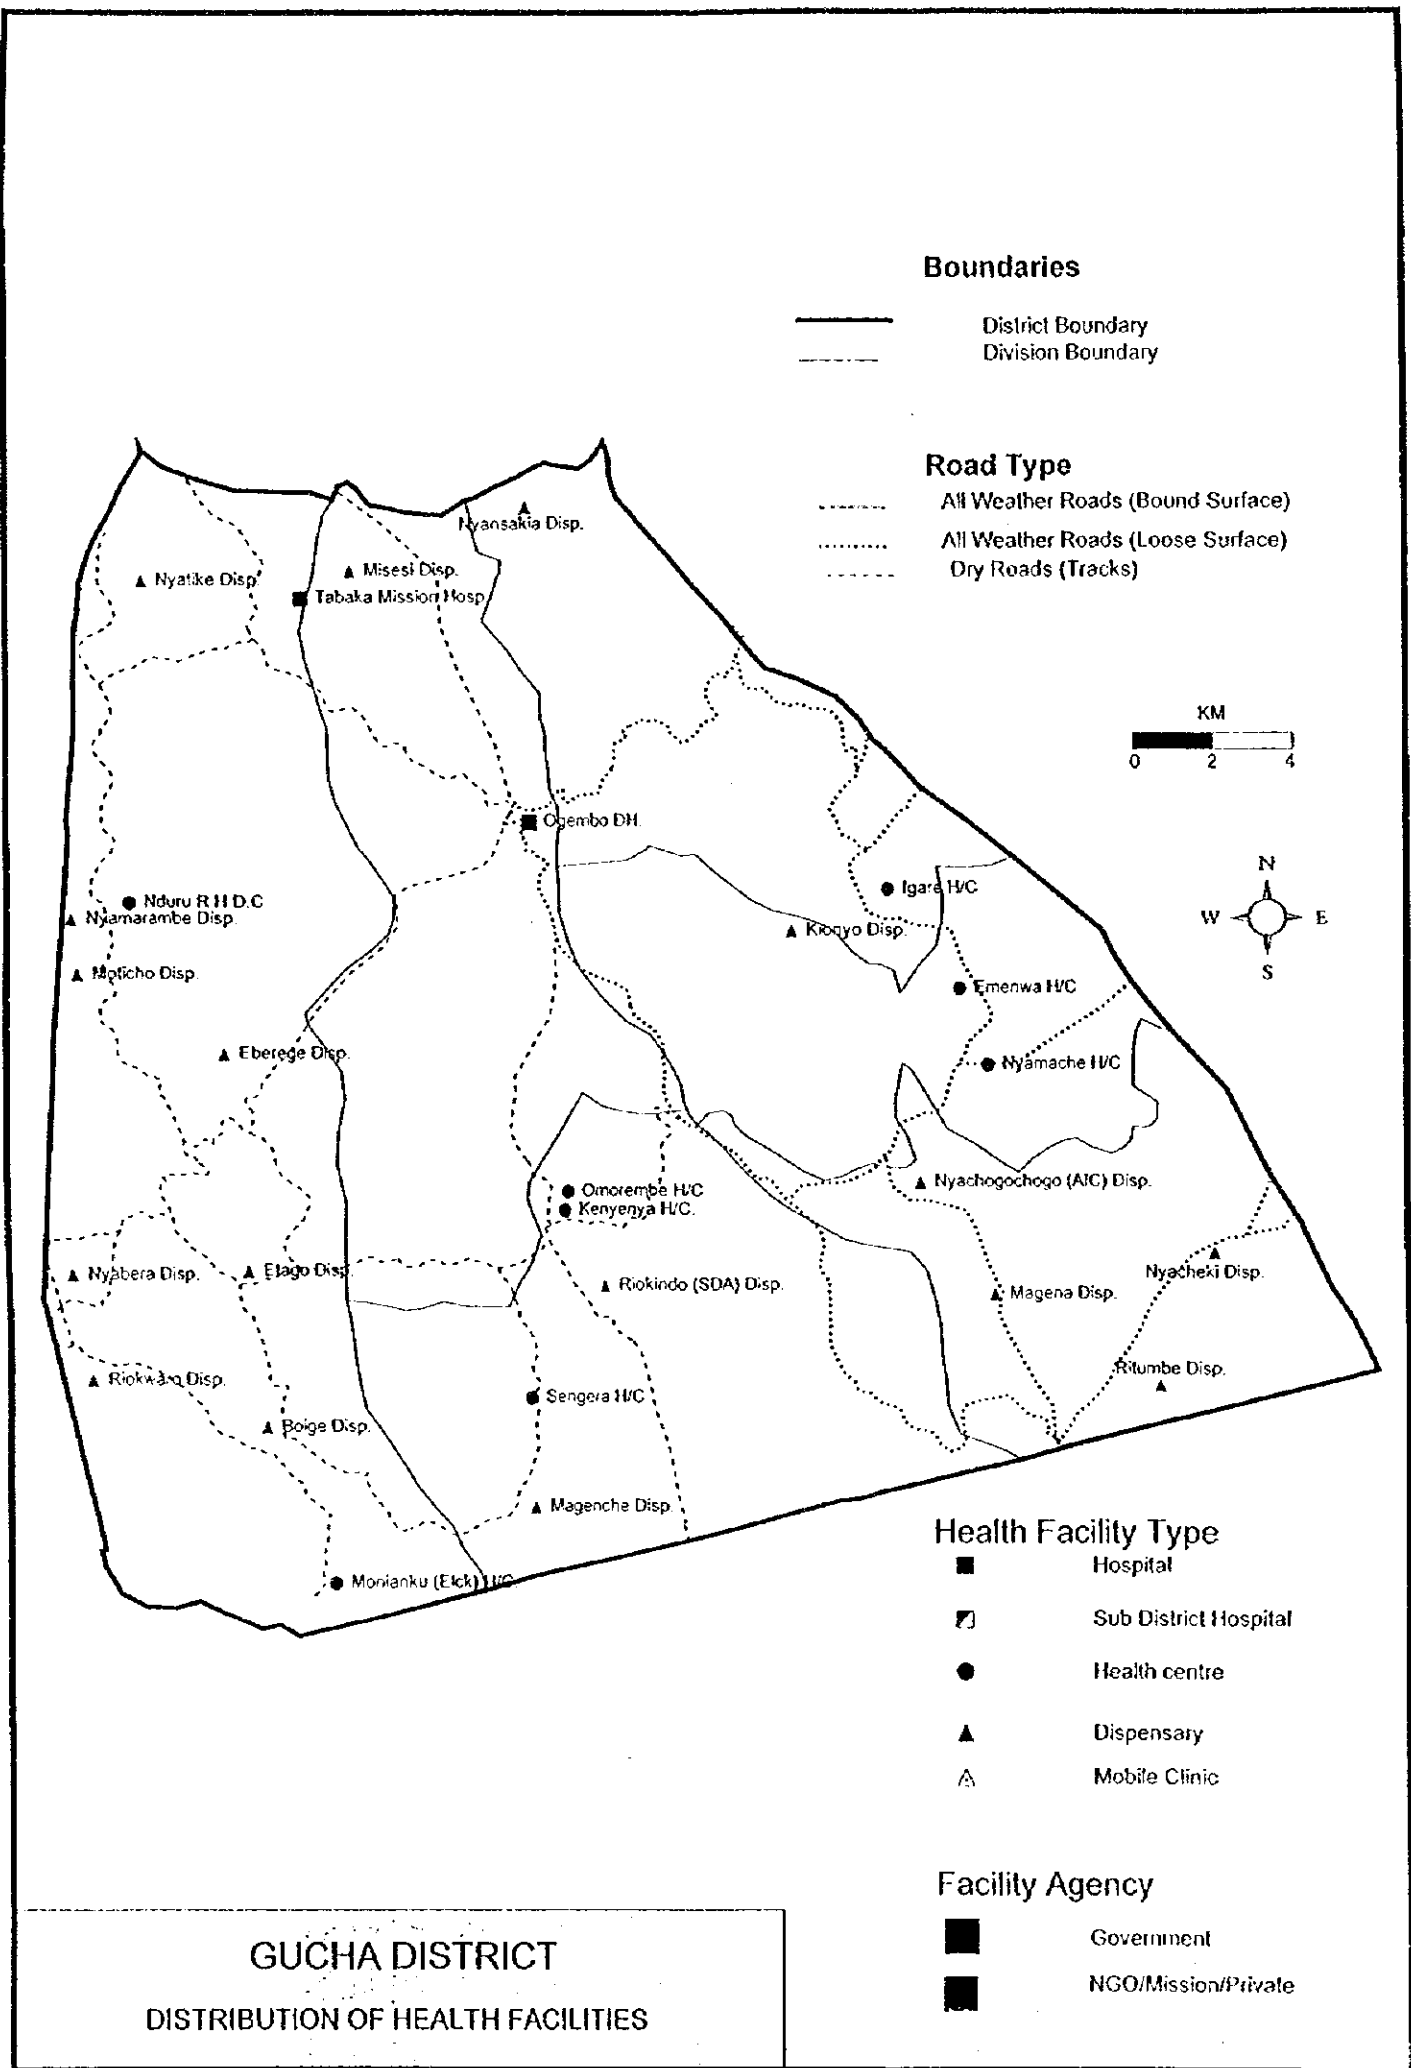 Boundaries
District Boundary
Division Boundary
Road Type
All Weather Roads (Bound Surface)
All Weather Roads (Loose Surface)
Dry Roads (Tracks)
Nyansakia Disp.
Misesi Disp.
Nyatike Disp.
Tabaka Mission Hosp
KM
0 2 4
Ogembo DH.
N
W E
S
Igare H/C
Nduru R H D.C
Nyamarambe Disp.
Kionyo Disp.
Moticho Disp.
Emenwa H/C
Eberege Disp.
Nyamache H/C
Nyachogochogo (AIC) Disp.
Omorembe H/C
Kenyenya H/C.
Nyabera Disp.
Etago Disp.
Riokindo (SDA) Disp.
Nyacheki Disp.
Magena Disp.
Ritumbe Disp.
Riokwaro Disp.
Sengera H/C
Boige Disp.
Magenche Disp.
Monianku (Elck) H/C.
Health Facility Type
Hospital
Sub District Hospital
Health centre
Dispensary
Mobile Clinic
Facility Agency
Government
NGO/Mission/Private
GUCHA DISTRICT
DISTRIBUTION OF HEALTH FACILITIES